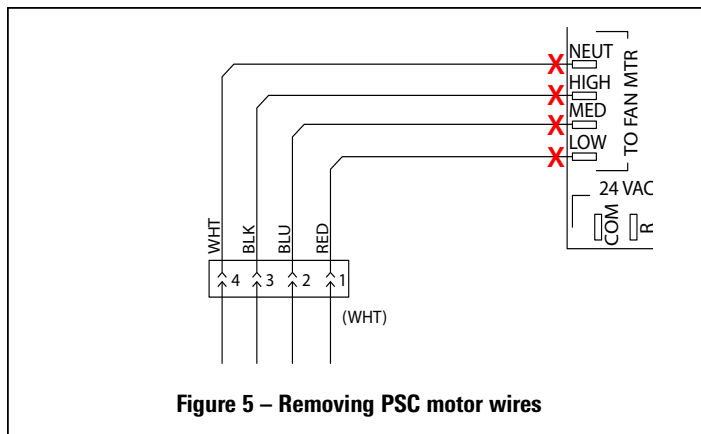 NEUT
HIGH
MED
LOW
TO FAN MTR
24 VAC
COM
R
WHT
BLK
BLU
RED
4 3 2 1
(WHT)
Figure 5 – Removing PSC motor wires